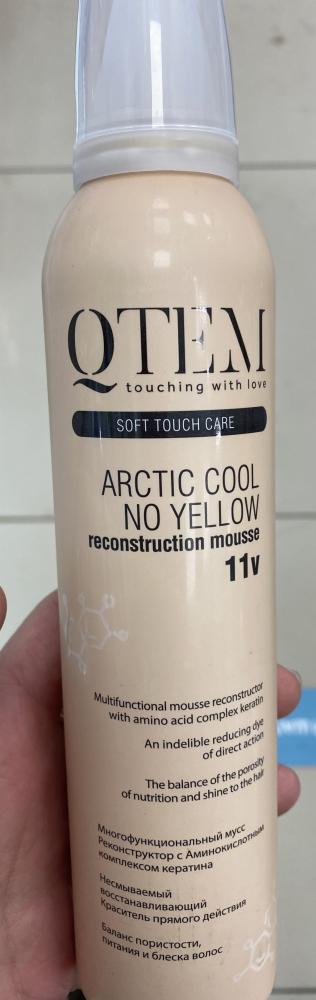 QTEM
touching with love
SOFT TOUCH CARE
ARCTIC COOL
NO YELLOW
reconstruction mousse
11v
Multifunctional mousse reconstructor
with amino acid complex keratin
An indelible reducing dye
of direct action
The balance of the porosity
of nutrition and shine to the hair
Многофункциональный мусс
Реконструктор с Аминокислотным
комплексом кератина
Несмываемый
восстанавливающий
Краситель прямого действия
Баланс пористости,
питания и блеска волос